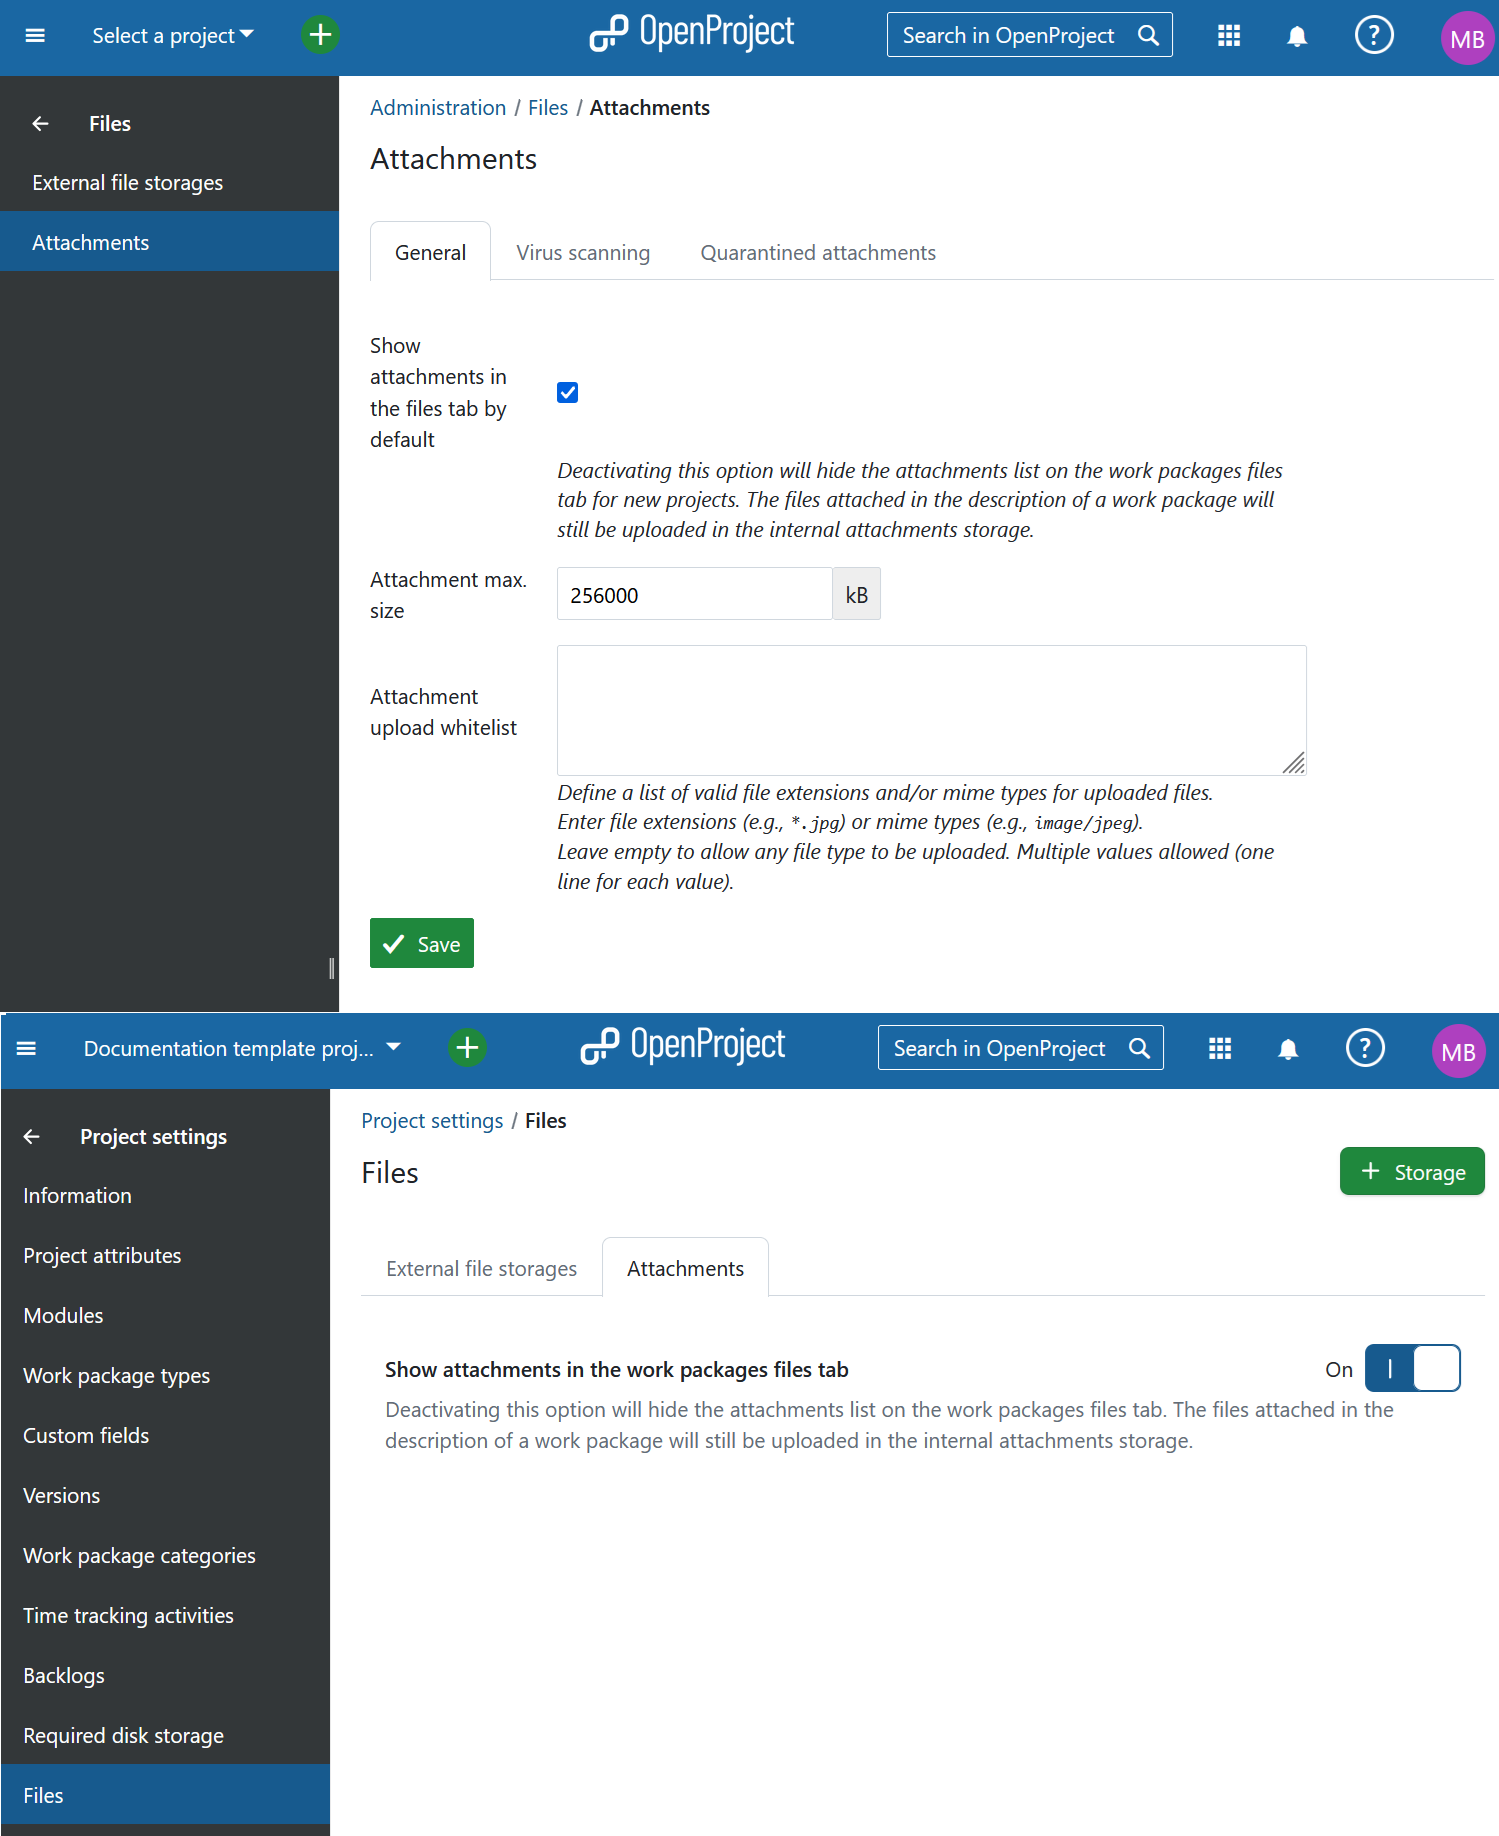 Select a project
OpenProject
Search in OpenProject
?
MB
Files
External file storages
Attachments
Administration / Files / Attachments
Attachments
General
Virus scanning
Quarantined attachments
Show
attachments in
the files tab by
default
Deactivating this option will hide the attachments list on the work packages files
tab for new projects. The files attached in the description of a work package will
still be uploaded in the internal attachments storage.
Attachment max.
size
256000
kB
Attachment
upload whitelist
Define a list of valid file extensions and/or mime types for uploaded files.
Enter file extensions (e.g., *.jpg) or mime types (e.g., image/jpeg).
Leave empty to allow any file type to be uploaded. Multiple values allowed (one
line for each value).
Save
Documentation template proj...
OpenProject
Search in OpenProject
?
MB
Project settings
Information
Project attributes
Modules
Work package types
Custom fields
Versions
Work package categories
Time tracking activities
Backlogs
Required disk storage
Files
Project settings / Files
Files
+ Storage
External file storages
Attachments
Show attachments in the work packages files tab
On
Deactivating this option will hide the attachments list on the work packages files tab. The files attached in the
description of a work package will still be uploaded in the internal attachments storage.